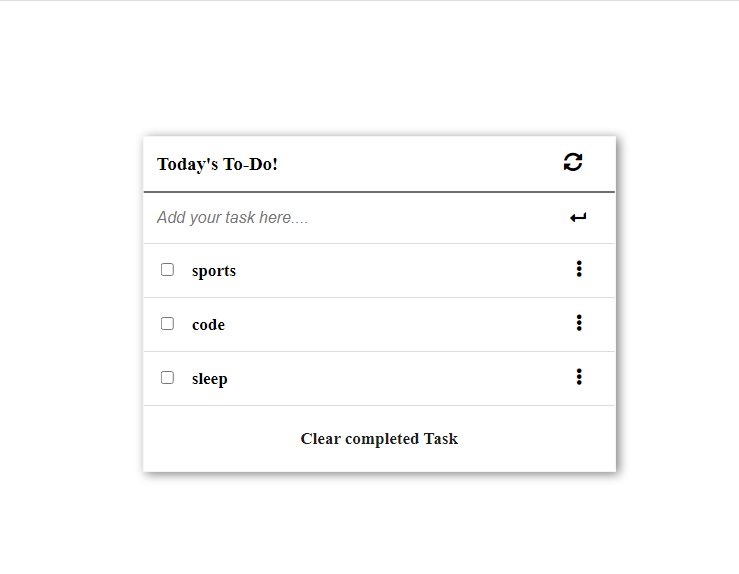 Today's To-Do!
Add your task here....
sports
code
sleep
Clear completed Task